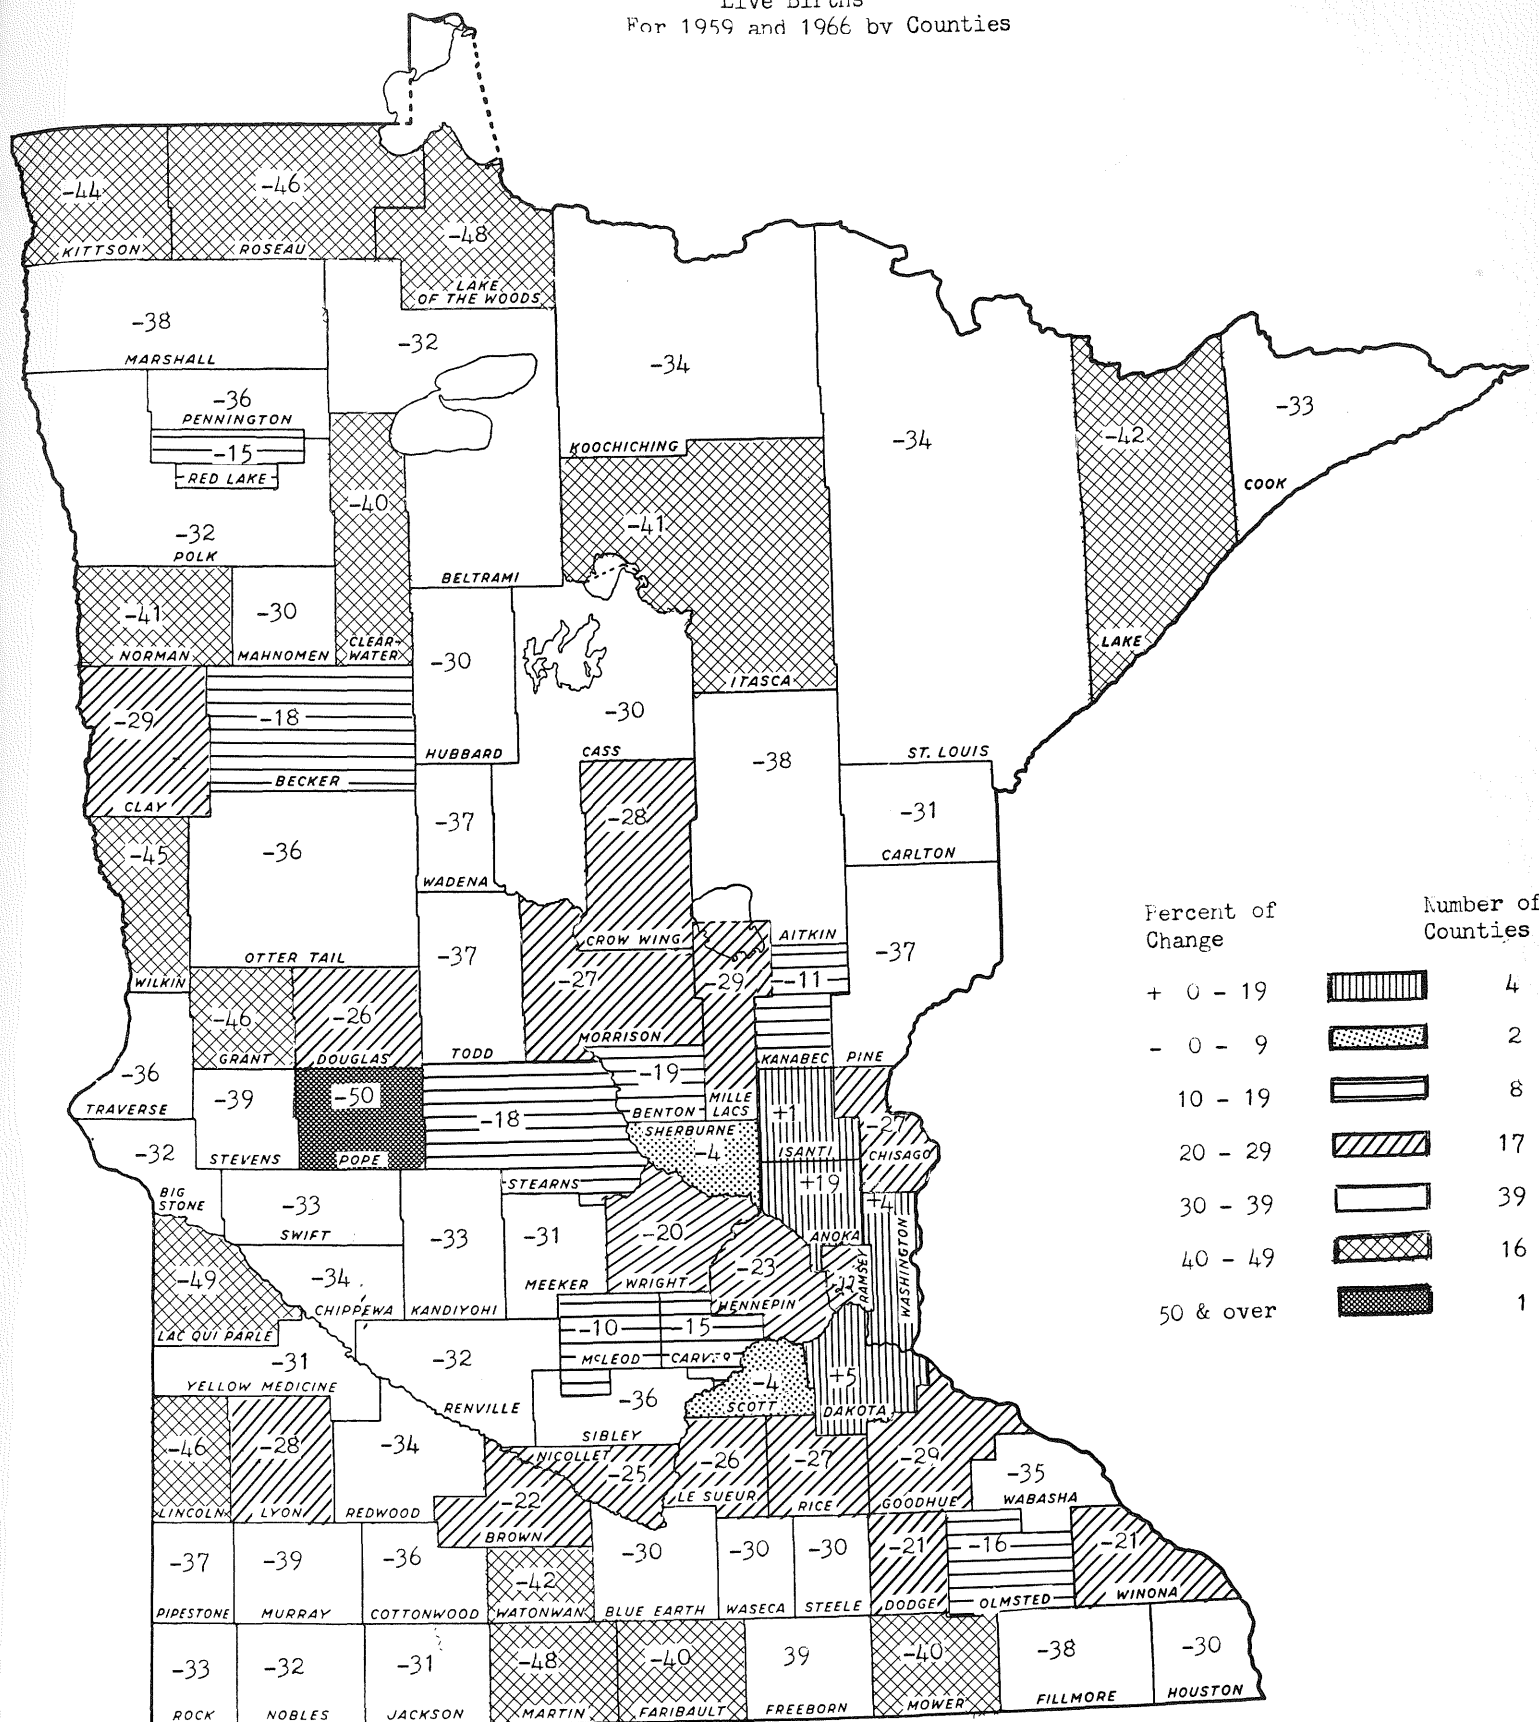 Live Births
For 1959 and 1966 by Counties
-44
KITTSON
-46
ROSEAU
-48
LAKE
OF THE WOODS
-38
MARSHALL
-32
BELTRAMI
-34
KOOCHICHING
-34
ST. LOUIS
-42
LAKE
-33
COOK
-36
PENNINGTON
-15
RED LAKE
-40
CLEAR-
WATER
-32
POLK
-41
ITASCA
-41
NORMAN
-30
MAHNOMEN
-30
HUBBARD
-30
CASS
-29
CLAY
-18
BECKER
-38
AITKIN
-37
WADENA
-28
CROW WING
-31
CARLTON
-45
WILKIN
-36
OTTER TAIL
-37
TODD
-27
MORRISON
-29
MILLE
LACS
-11
KANABEC
-37
PINE
-46
GRANT
-26
DOUGLAS
-36
TRAVERSE
-39
STEVENS
-50
POPE
-18
STEARNS
-19
BENTON
SHERBURNE
-4
+1
ISANTI
-27
CHISAGO
-32
BIG
STONE
-33
SWIFT
-33
KANDIYOHI
-31
MEEKER
-20
WRIGHT
+19
ANOKA
+4
WASHINGTON
-23
HENNEPIN
RAMSEY
-49
LAC QUI PARLE
-34
CHIPPEWA
-10
McLEOD
-15
CARVER
-31
YELLOW MEDICINE
-32
RENVILLE
-36
SIBLEY
-4
SCOTT
+5
DAKOTA
-46
LINCOLN
-28
LYON
-34
REDWOOD
-22
BROWN
NICOLLET
-25
-26
LE SUEUR
-27
RICE
-29
GOODHUE
-35
WABASHA
-37
PIPESTONE
-39
MURRAY
-36
COTTONWOOD
-42
WATONWAN
-30
BLUE EARTH
-30
WASECA
-30
STEELE
-21
DODGE
-16
OLMSTED
-21
WINONA
-33
ROCK
-32
NOBLES
-31
JACKSON
-48
MARTIN
-40
FARIBAULT
39
FREEBORN
-40
MOWER
-38
FILLMORE
-30
HOUSTON
Percent of Number of
Change Counties
+ 0 - 19 4
- 0 - 9 2
10 - 19 8
20 - 29 17
30 - 39 39
40 - 49 16
50 & over 1